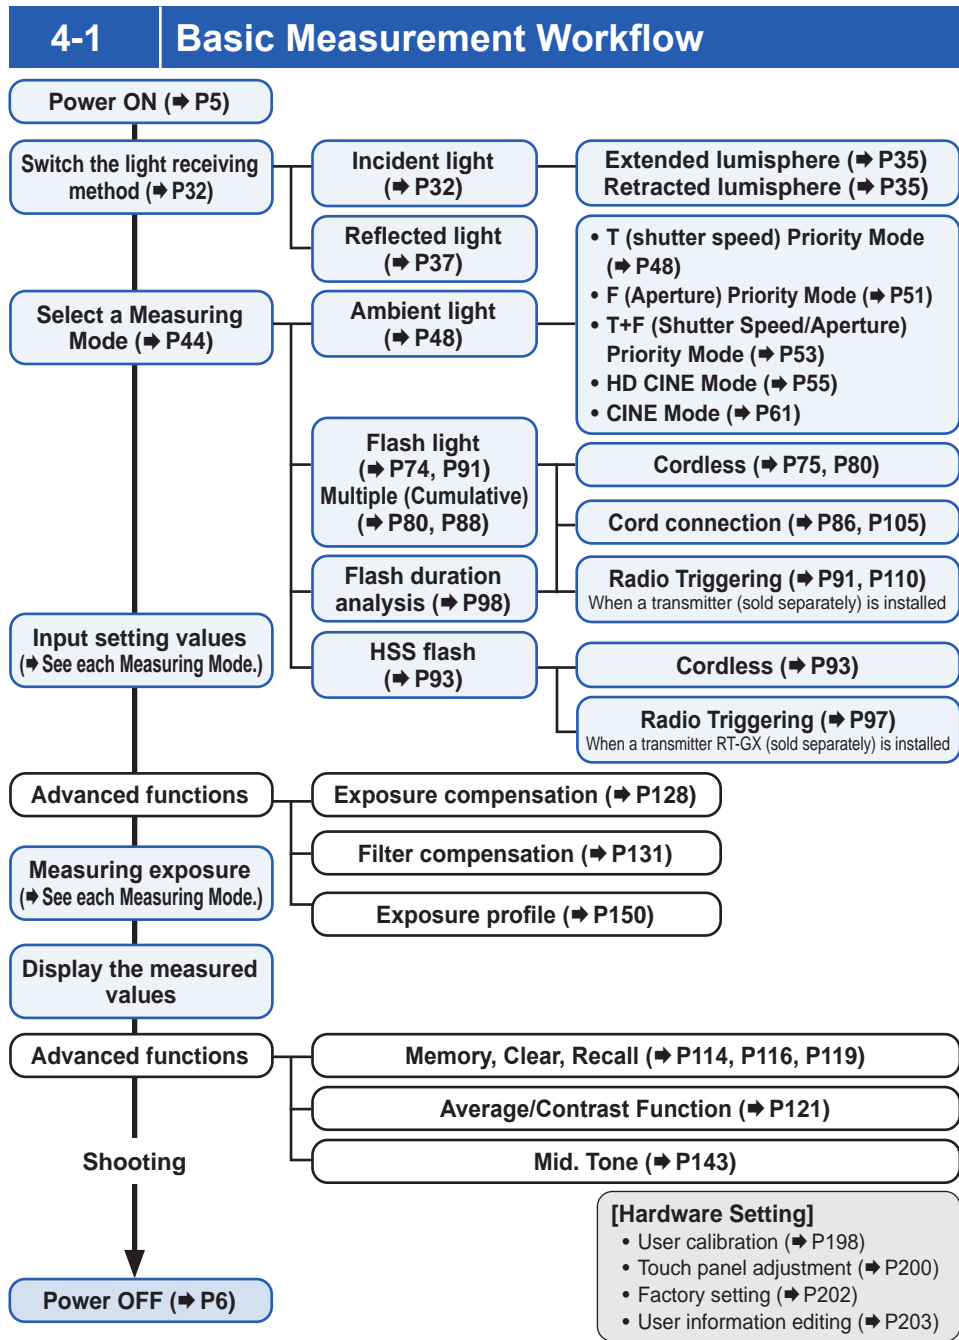 4-1 Basic Measurement Workflow
Power ON (➡ P5)
Switch the light receiving
method (➡ P32)
Incident light
(➡ P32)
Extended lumisphere (➡ P35)
Retracted lumisphere (➡ P35)
Reflected light
(➡ P37)
Select a Measuring
Mode (➡ P44)
Ambient light
(➡ P48)
• T (shutter speed) Priority Mode
(➡ P48)
• F (Aperture) Priority Mode (➡ P51)
• T+F (Shutter Speed/Aperture)
Priority Mode (➡ P53)
• HD CINE Mode (➡ P55)
• CINE Mode (➡ P61)
Flash light
(➡ P74, P91)
Multiple (Cumulative)
(➡ P80, P88)
Cordless (➡ P75, P80)
Cord connection (➡ P86, P105)
Flash duration
analysis (➡ P98)
Radio Triggering (➡ P91, P110)
When a transmitter (sold separately) is installed
Input setting values
(➡ See each Measuring Mode.)
HSS flash
(➡ P93)
Cordless (➡ P93)
Radio Triggering (➡ P97)
When a transmitter RT-GX (sold separately) is installed
Advanced functions
Exposure compensation (➡ P128)
Filter compensation (➡ P131)
Exposure profile (➡ P150)
Measuring exposure
(➡ See each Measuring Mode.)
Display the measured
values
Advanced functions
Memory, Clear, Recall (➡ P114, P116, P119)
Average/Contrast Function (➡ P121)
Mid. Tone (➡ P143)
Shooting
Power OFF (➡ P6)
[Hardware Setting]
• User calibration (➡ P198)
• Touch panel adjustment (➡ P200)
• Factory setting (➡ P202)
• User information editing (➡ P203)